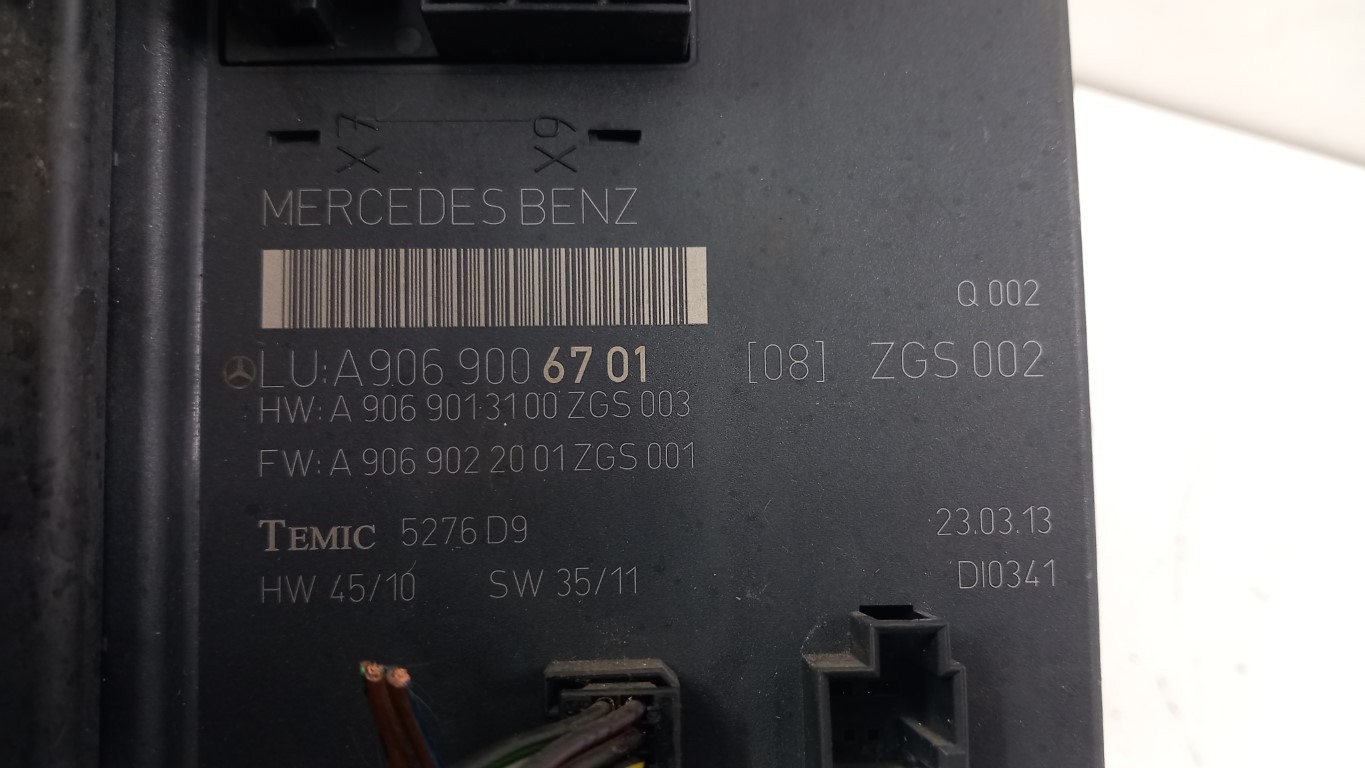 X7 X9
MERCEDES BENZ
Q 002
LU: A 906 900 67 01 [08] ZGS 002
HW: A 906 901 31 00 ZGS 003
FW: A 906 902 20 01 ZGS 001
TEMIC 5276 D9 23.03.13
HW 45/10 SW 35/11 DI0341